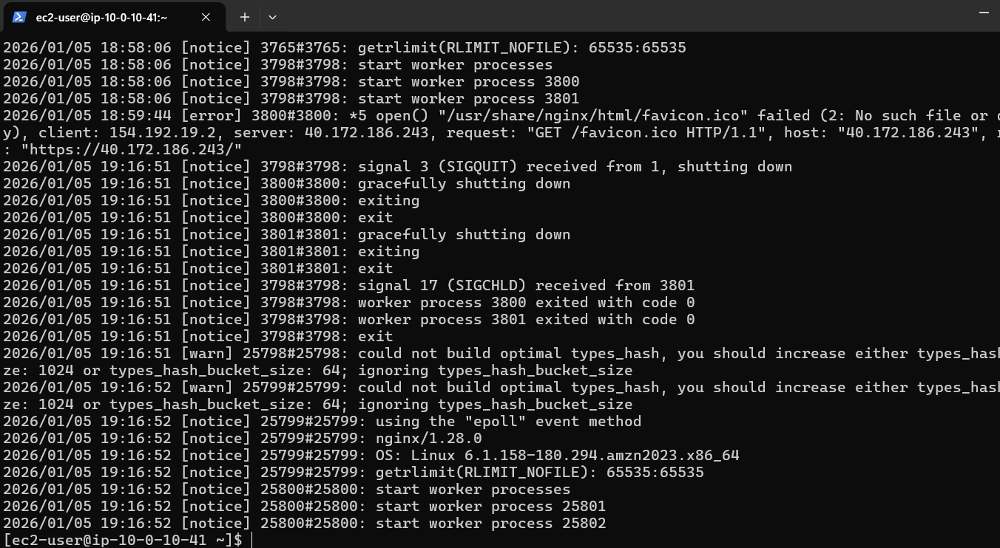 ec2-user@ip-10-0-10-41:~
2026/01/05 18:58:06 [notice] 3765#3765: getrlimit(RLIMIT_NOFILE): 65535:65535
2026/01/05 18:58:06 [notice] 3798#3798: start worker processes
2026/01/05 18:58:06 [notice] 3798#3798: start worker process 3800
2026/01/05 18:58:06 [notice] 3798#3798: start worker process 3801
2026/01/05 18:59:44 [error] 3800#3800: *5 open() "/usr/share/nginx/html/favicon.ico" failed (2: No such file or
y), client: 154.192.19.2, server: 40.172.186.243, request: "GET /favicon.ico HTTP/1.1", host: "40.172.186.243",
: "https://40.172.186.243/"
2026/01/05 19:16:51 [notice] 3798#3798: signal 3 (SIGQUIT) received from 1, shutting down
2026/01/05 19:16:51 [notice] 3800#3800: gracefully shutting down
2026/01/05 19:16:51 [notice] 3800#3800: exiting
2026/01/05 19:16:51 [notice] 3800#3800: exit
2026/01/05 19:16:51 [notice] 3801#3801: gracefully shutting down
2026/01/05 19:16:51 [notice] 3801#3801: exiting
2026/01/05 19:16:51 [notice] 3801#3801: exit
2026/01/05 19:16:51 [notice] 3798#3798: signal 17 (SIGCHLD) received from 3801
2026/01/05 19:16:51 [notice] 3798#3798: worker process 3800 exited with code 0
2026/01/05 19:16:51 [notice] 3798#3798: worker process 3801 exited with code 0
2026/01/05 19:16:51 [notice] 3798#3798: exit
2026/01/05 19:16:51 [warn] 25798#25798: could not build optimal types_hash, you should increase either types_hash
ze: 1024 or types_hash_bucket_size: 64; ignoring types_hash_bucket_size
2026/01/05 19:16:52 [warn] 25799#25799: could not build optimal types_hash, you should increase either types_hash
ze: 1024 or types_hash_bucket_size: 64; ignoring types_hash_bucket_size
2026/01/05 19:16:52 [notice] 25799#25799: using the "epoll" event method
2026/01/05 19:16:52 [notice] 25799#25799: nginx/1.28.0
2026/01/05 19:16:52 [notice] 25799#25799: OS: Linux 6.1.158-180.294.amzn2023.x86_64
2026/01/05 19:16:52 [notice] 25799#25799: getrlimit(RLIMIT_NOFILE): 65535:65535
2026/01/05 19:16:52 [notice] 25800#25800: start worker processes
2026/01/05 19:16:52 [notice] 25800#25800: start worker process 25801
2026/01/05 19:16:52 [notice] 25800#25800: start worker process 25802
[ec2-user@ip-10-0-10-41 ~]$